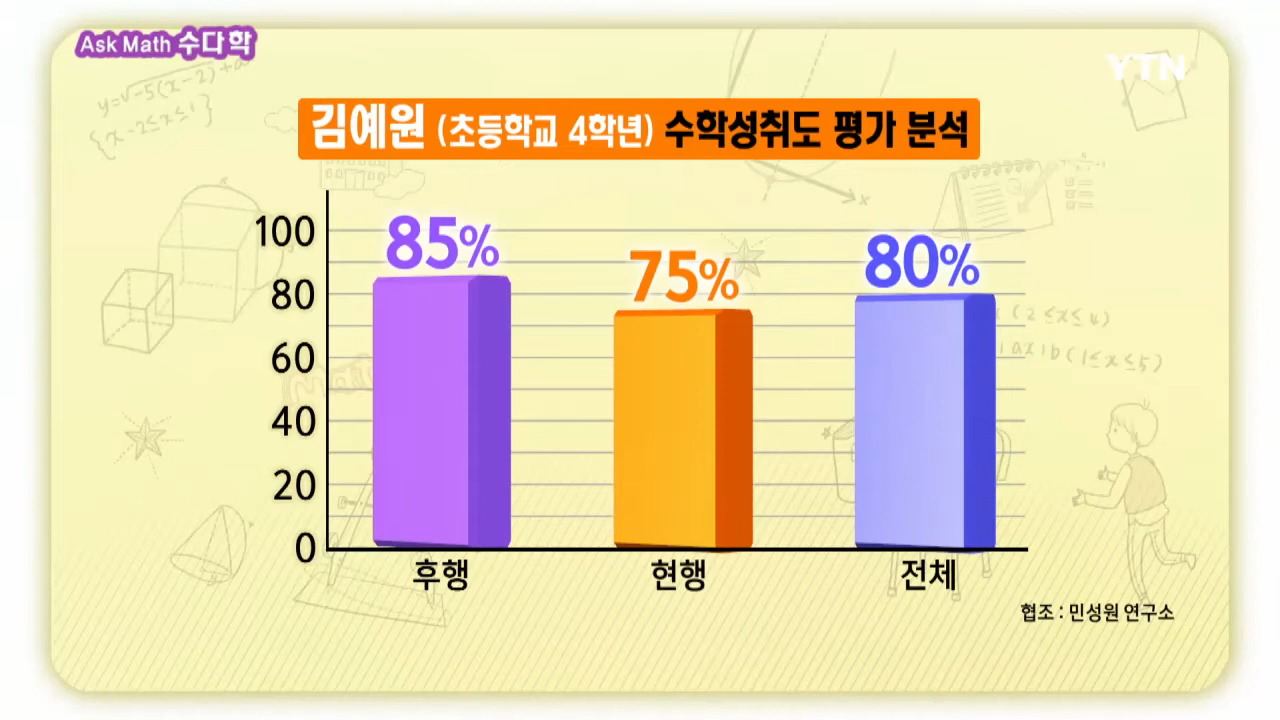 Ask Math 수다학
YTN
김예원 (초등학교 4학년) 수학성취도 평가 분석
100
80
60
40
20
0
85%
75%
80%
후행
현행
전체
협조 : 민성원 연구소